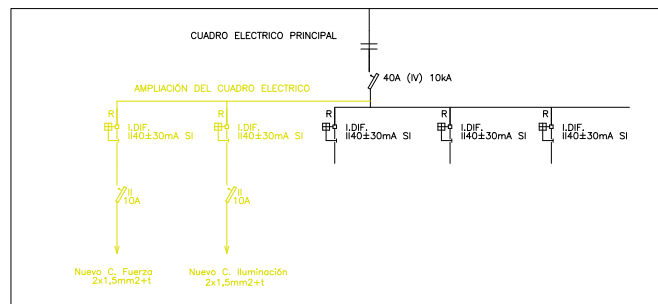 CUADRO ELECTRICO PRINCIPAL
40A (IV) 10kA
AMPLIACIÓN DEL CUADRO ELECTRICO
R
I.DIF.
II40±30mA SI
R
I.DIF.
II40±30mA SI
R
I.DIF.
II40±30mA SI
R
I.DIF.
II40±30mA SI
R
I.DIF.
II40±30mA SI
II
10A
II
10A
Nuevo C. Fuerza
2x1,5mm2+t
Nuevo C. Iluminación
2x1,5mm2+t